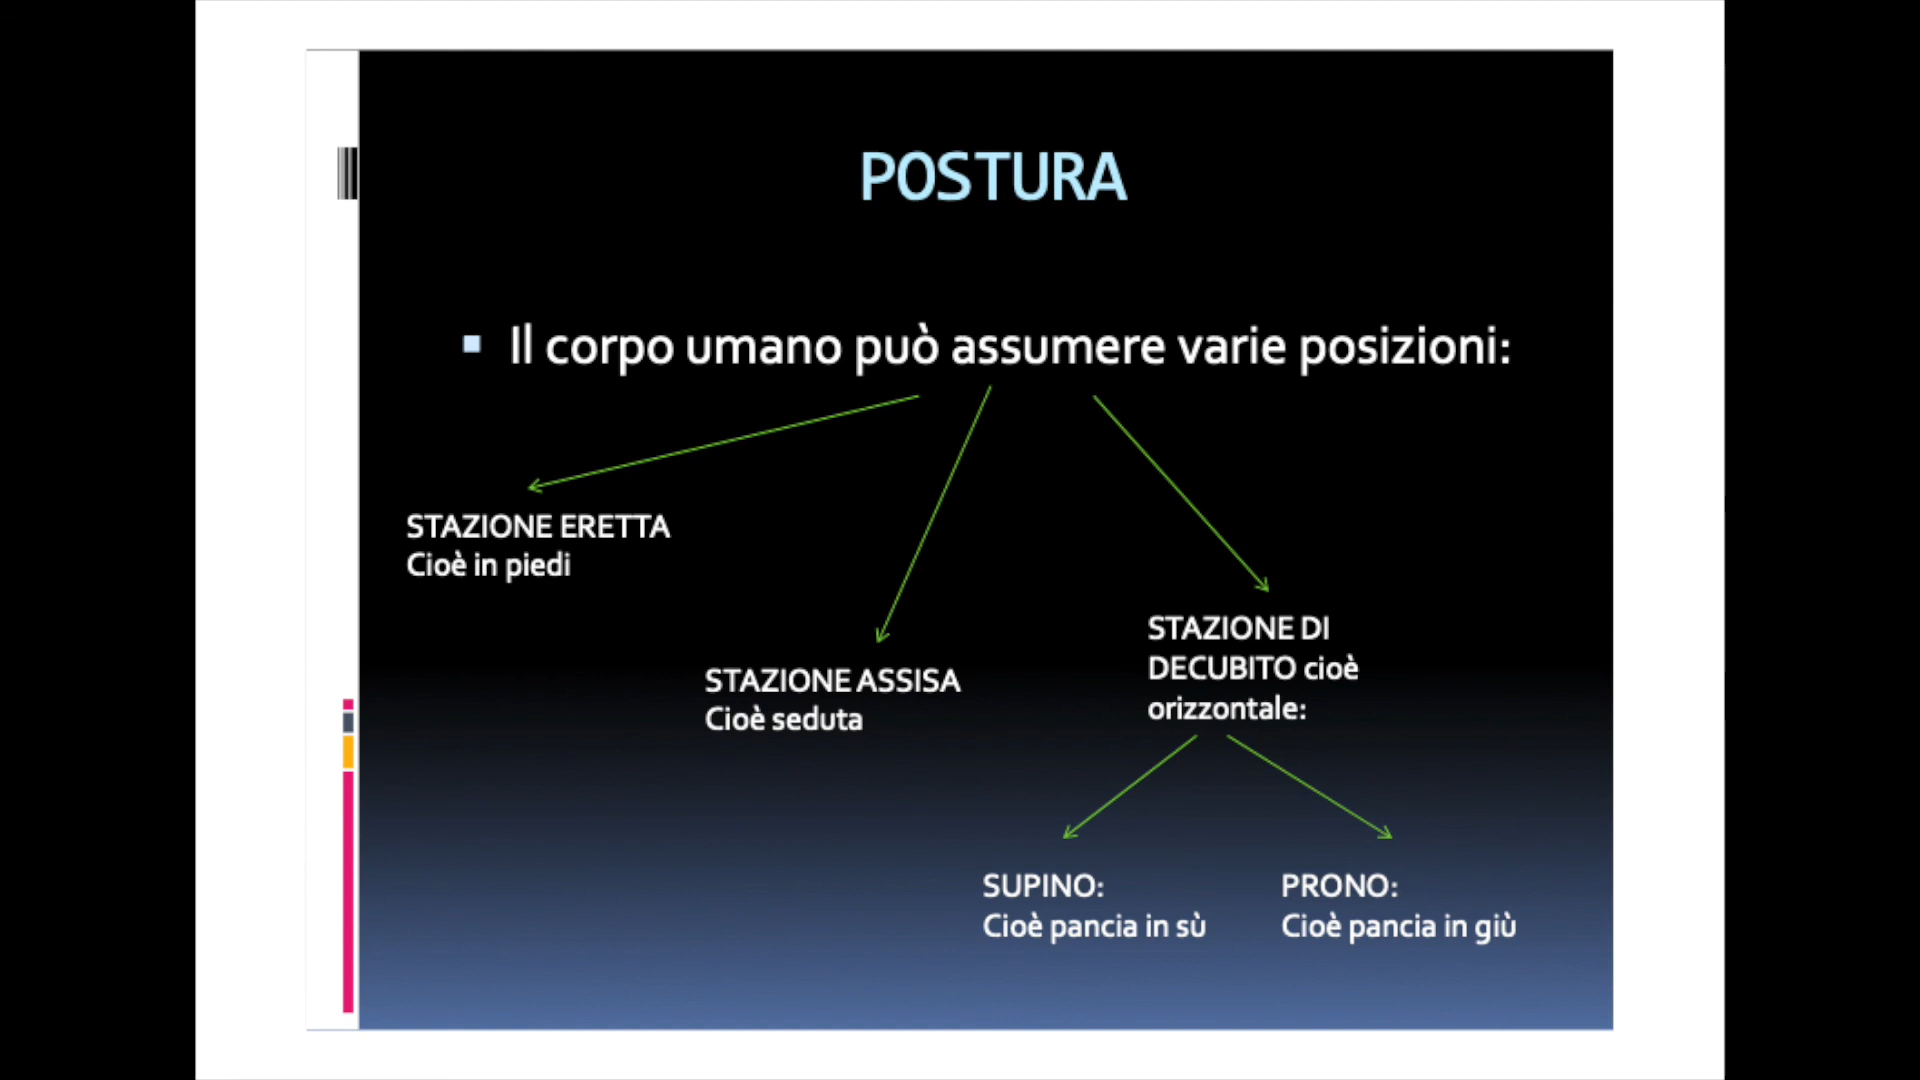 POSTURA
Il corpo umano può assumere varie posizioni:
STAZIONE ERETTA
Cioè in piedi
STAZIONE ASSISA
Cioè seduta
STAZIONE DI
DECUBITO cioè
orizzontale:
SUPINO:
Cioè pancia in sù
PRONO:
Cioè pancia in giù